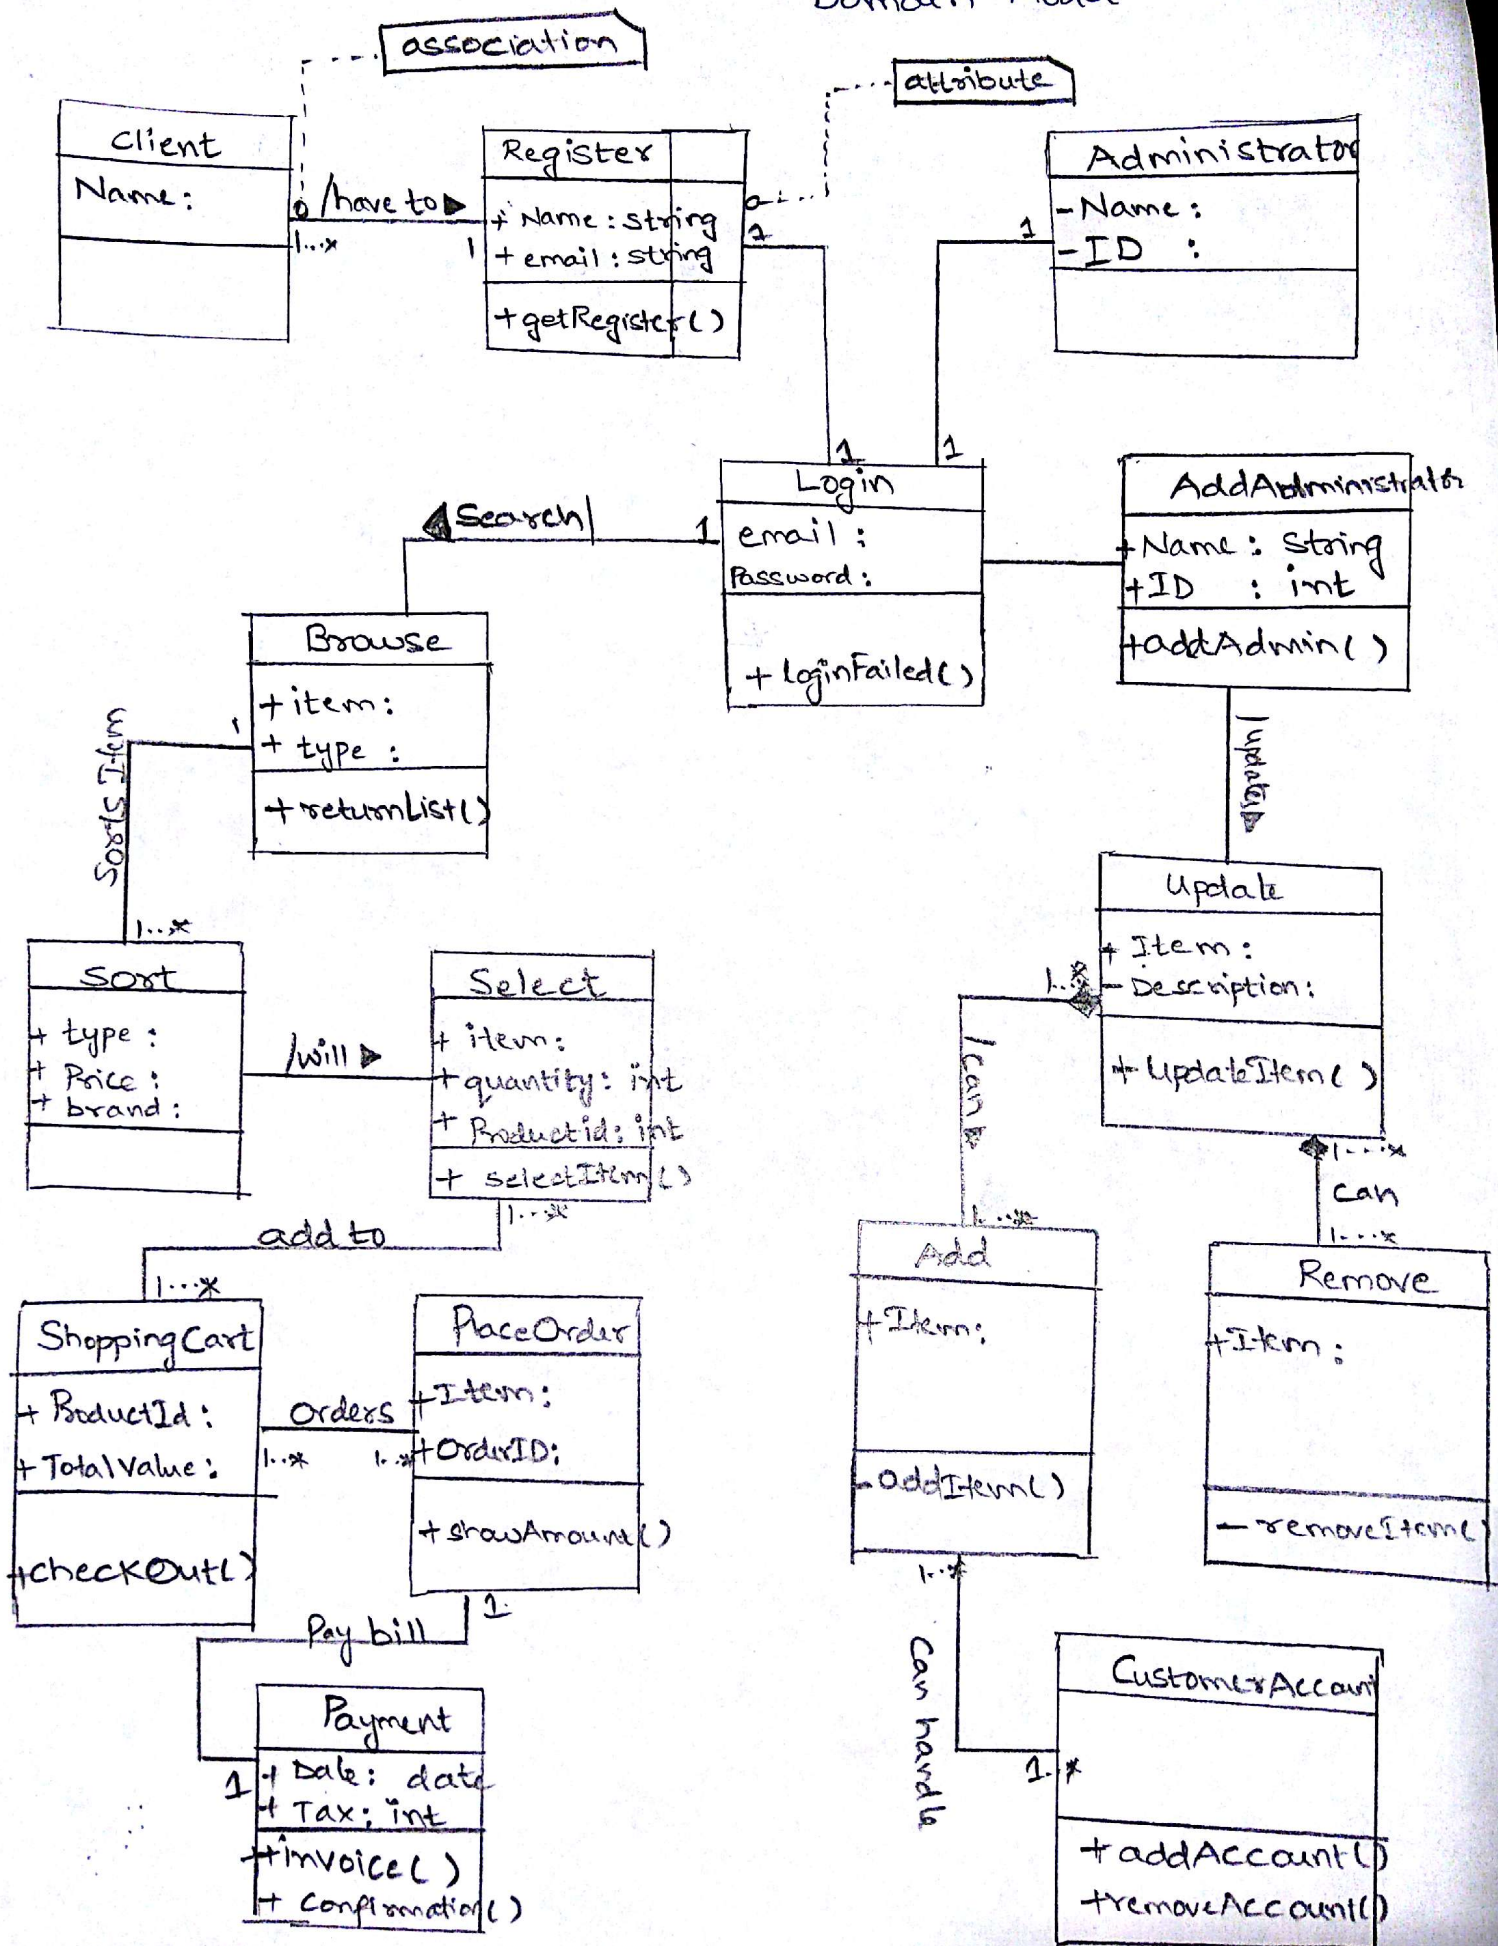 Domain Model
association
attribute
Client
Name :
/have to
1...*
1
Register
+ Name : string
+ email : string
+ getRegister()
1
Administrator
- Name :
- ID :
1
1
1
Login
email :
Password :
+ loginFailed()
Search
1
AddAdministrator
+ Name : string
+ ID : int
+addAdmin()
Browse
+ item :
+ type :
+ returnList()
1
Sorts Item
1..*
/updates
Update
+ Item :
- Description :
+ UpdateItem()
1..*
1...*
Sort
+ type :
+ Price :
+ brand :
/will
Select
+ item:
+ quantity: int
+ Productid: int
+ selectItem()
1...*
/can
1...*
can
1...*
add to
1...*
Add
+Item:
- addItem()
1..*
Remove
+Item :
- removeItem()
ShoppingCart
+ ProductId :
+ TotalValue :
+checkOut()
Orders
1..*
1..*
PlaceOrder
+Item:
+OrderID:
+ showAmount()
1
Pay bill
1
Payment
+ Date: date
+ Tax: int
+invoice()
+ Confirmation()
Can handle
1..*
CustomerAccount
+ addAccount()
+removeAccount()